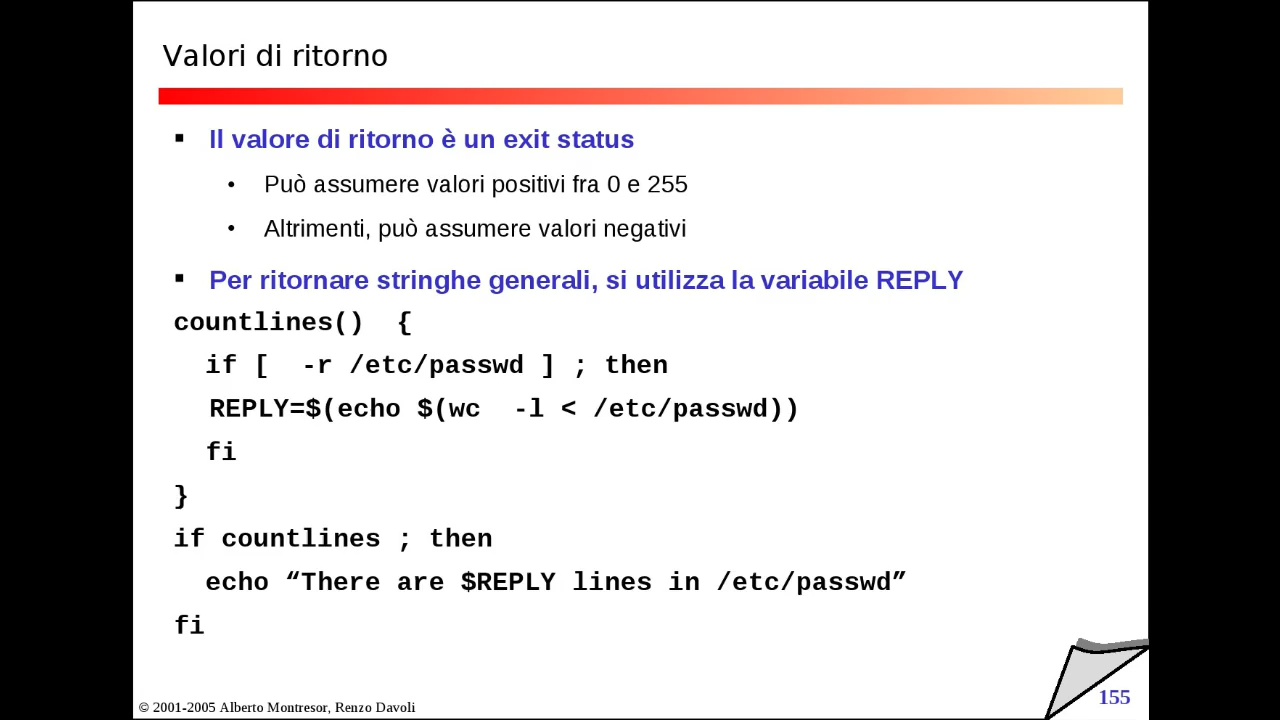 Valori di ritorno
Il valore di ritorno è un exit status
Può assumere valori positivi fra 0 e 255
Altrimenti, può assumere valori negativi
Per ritornare stringhe generali, si utilizza la variabile REPLY
countlines()  {
  if [  -r /etc/passwd ] ; then
  REPLY=$(echo $(wc  -l < /etc/passwd))
  fi
}
if countlines ; then
  echo “There are $REPLY lines in /etc/passwd”
fi
© 2001-2005 Alberto Montresor, Renzo Davoli
155